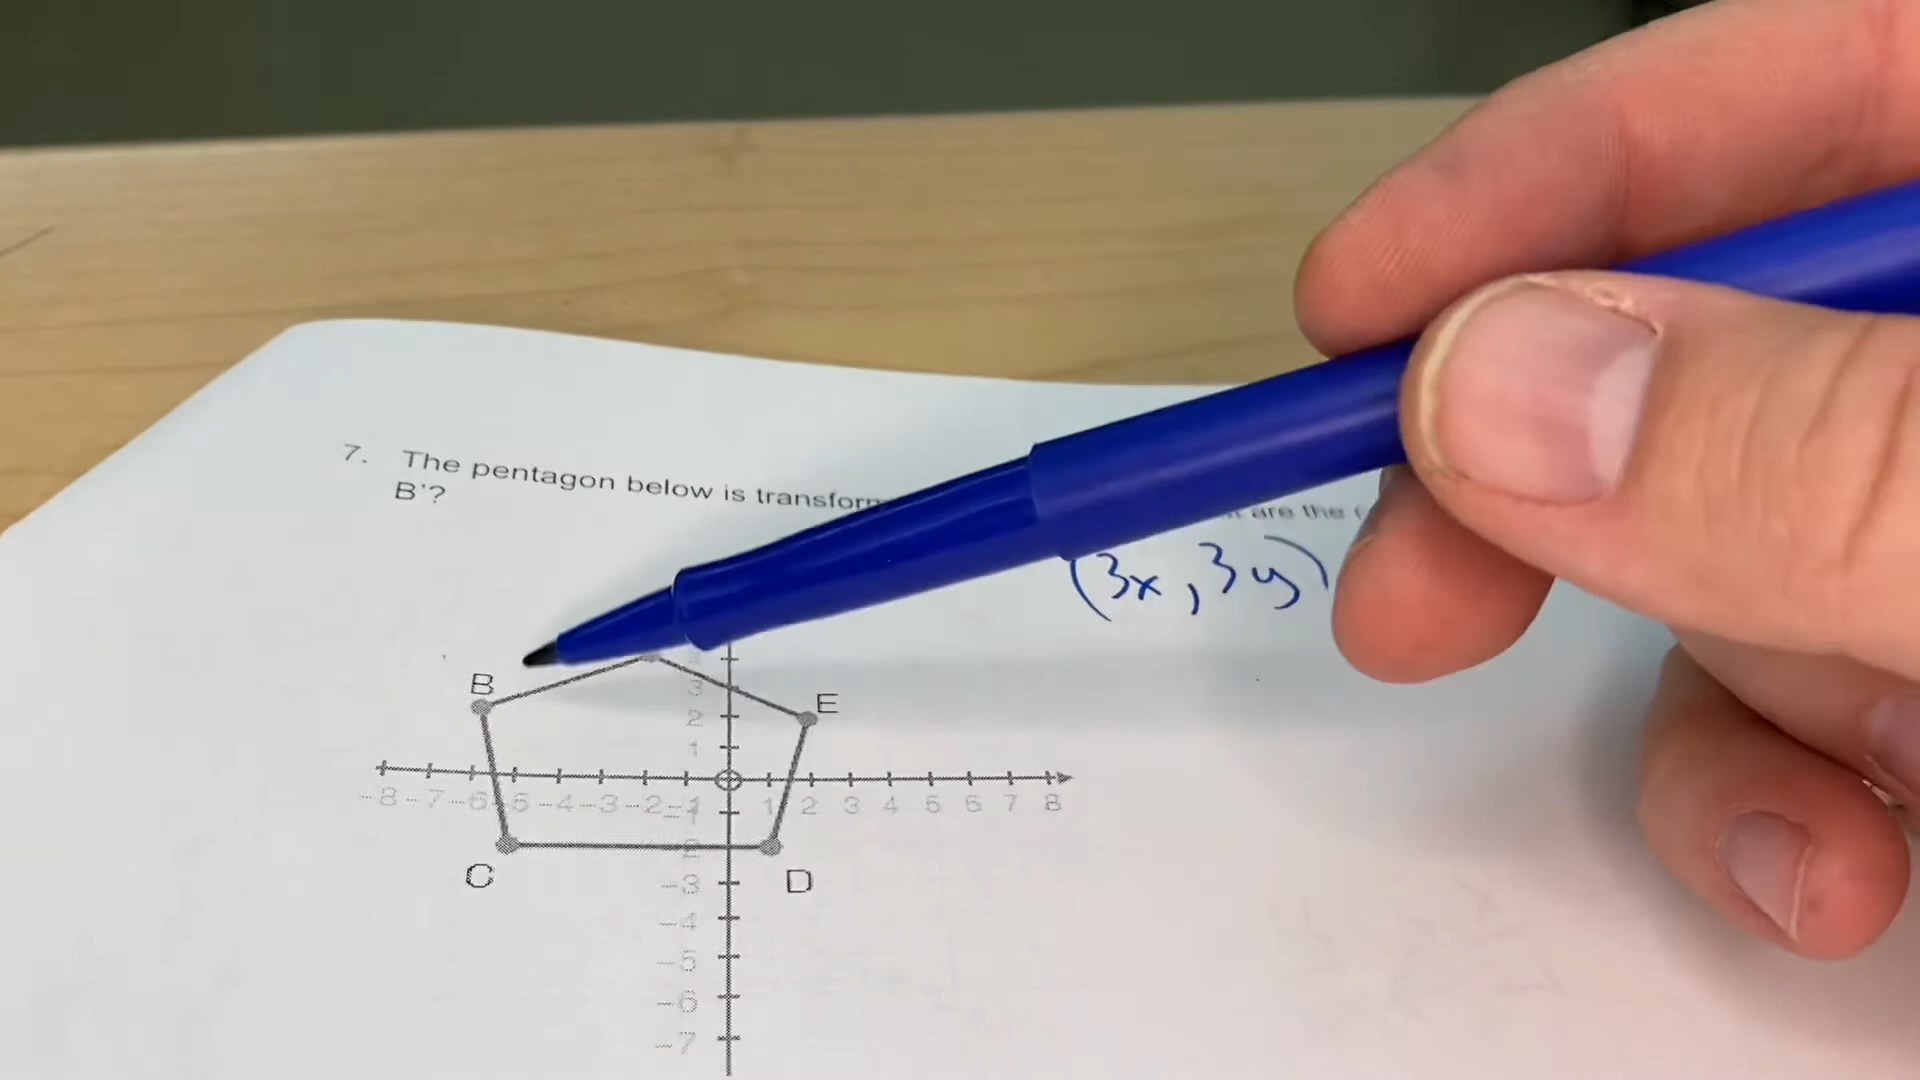 7. The pentagon below is transform are the
B'?
(3x, 3y)
B
3
E
2
1
-8 -7 -6 -5 -4 -3 -2 -1 1 2 3 4 5 6 7 8
-2
C
-3
D
-4
-5
-6
-7